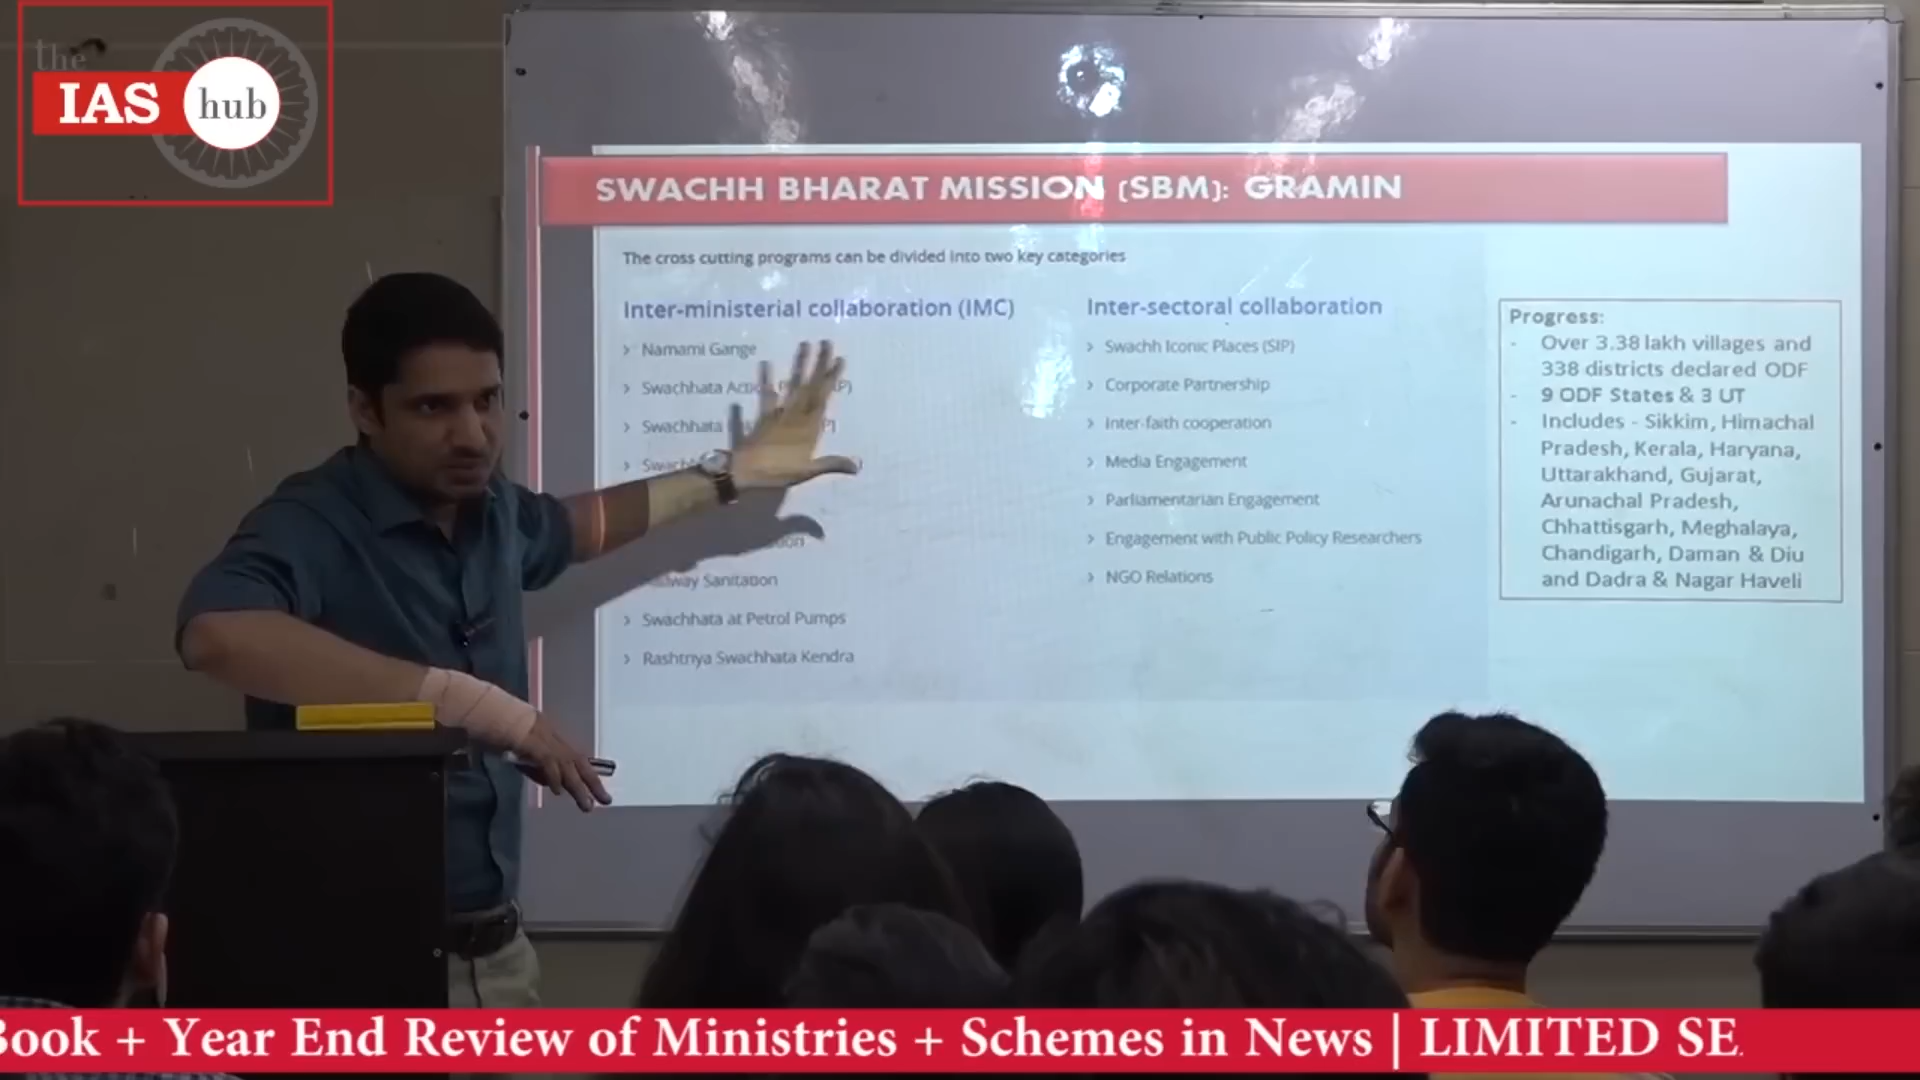 the
IAS hub
SWACHH BHARAT MISSION (SBM): GRAMIN
The cross cutting programs can be divided into two key categories
Inter-ministerial collaboration (IMC)
> Namami Gange
> Swachhata
> Swachhata
>
Sanitation
> Swachhata at Petrol Pumps
> Rashtriya Swachhata Kendra
Inter-sectoral collaboration
> Swachh Iconic Places (SIP)
> Corporate Partnership
> Inter-faith cooperation
> Media Engagement
> Parliamentarian Engagement
> Engagement with Public Policy Researchers
> NGO Relations
Progress:
- Over 3.38 lakh villages and
338 districts declared ODF
- 9 ODF States & 3 UT
- Includes - Sikkim, Himachal
Pradesh, Kerala, Haryana,
Uttarakhand, Gujarat,
Arunachal Pradesh,
Chhattisgarh, Meghalaya,
Chandigarh, Daman & Diu
and Dadra & Nagar Haveli
Book + Year End Review of Ministries + Schemes in News | LIMITED SE